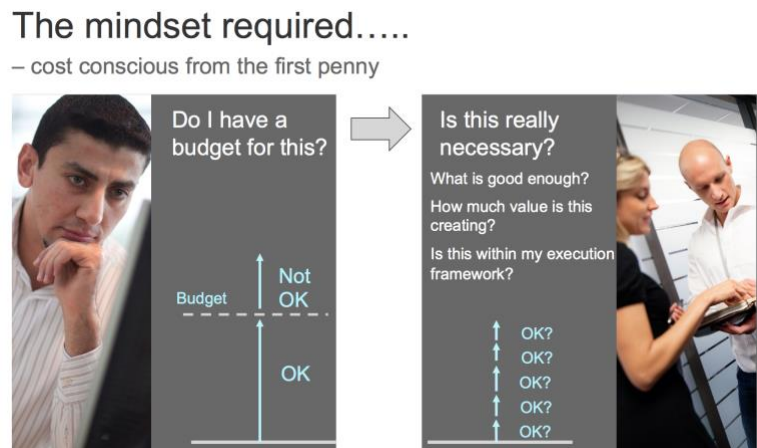 The mindset required…..
– cost conscious from the first penny
Do I have a
budget for this?
Not
OK
Budget
OK
Is this really
necessary?
What is good enough?
How much value is this
creating?
Is this within my execution
framework?
OK?
OK?
OK?
OK?
OK?